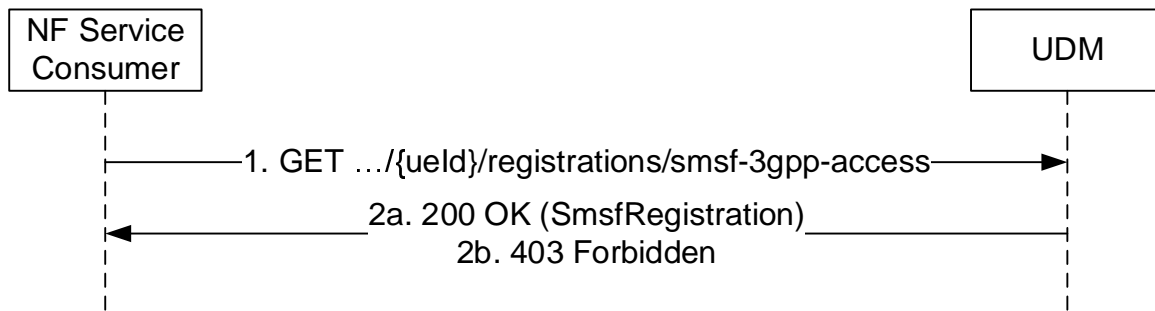 NF Service
Consumer
UDM
1. GET …/{ueId}/registrations/smsf-3gpp-access
2a. 200 OK (SmsfRegistration)
2b. 403 Forbidden